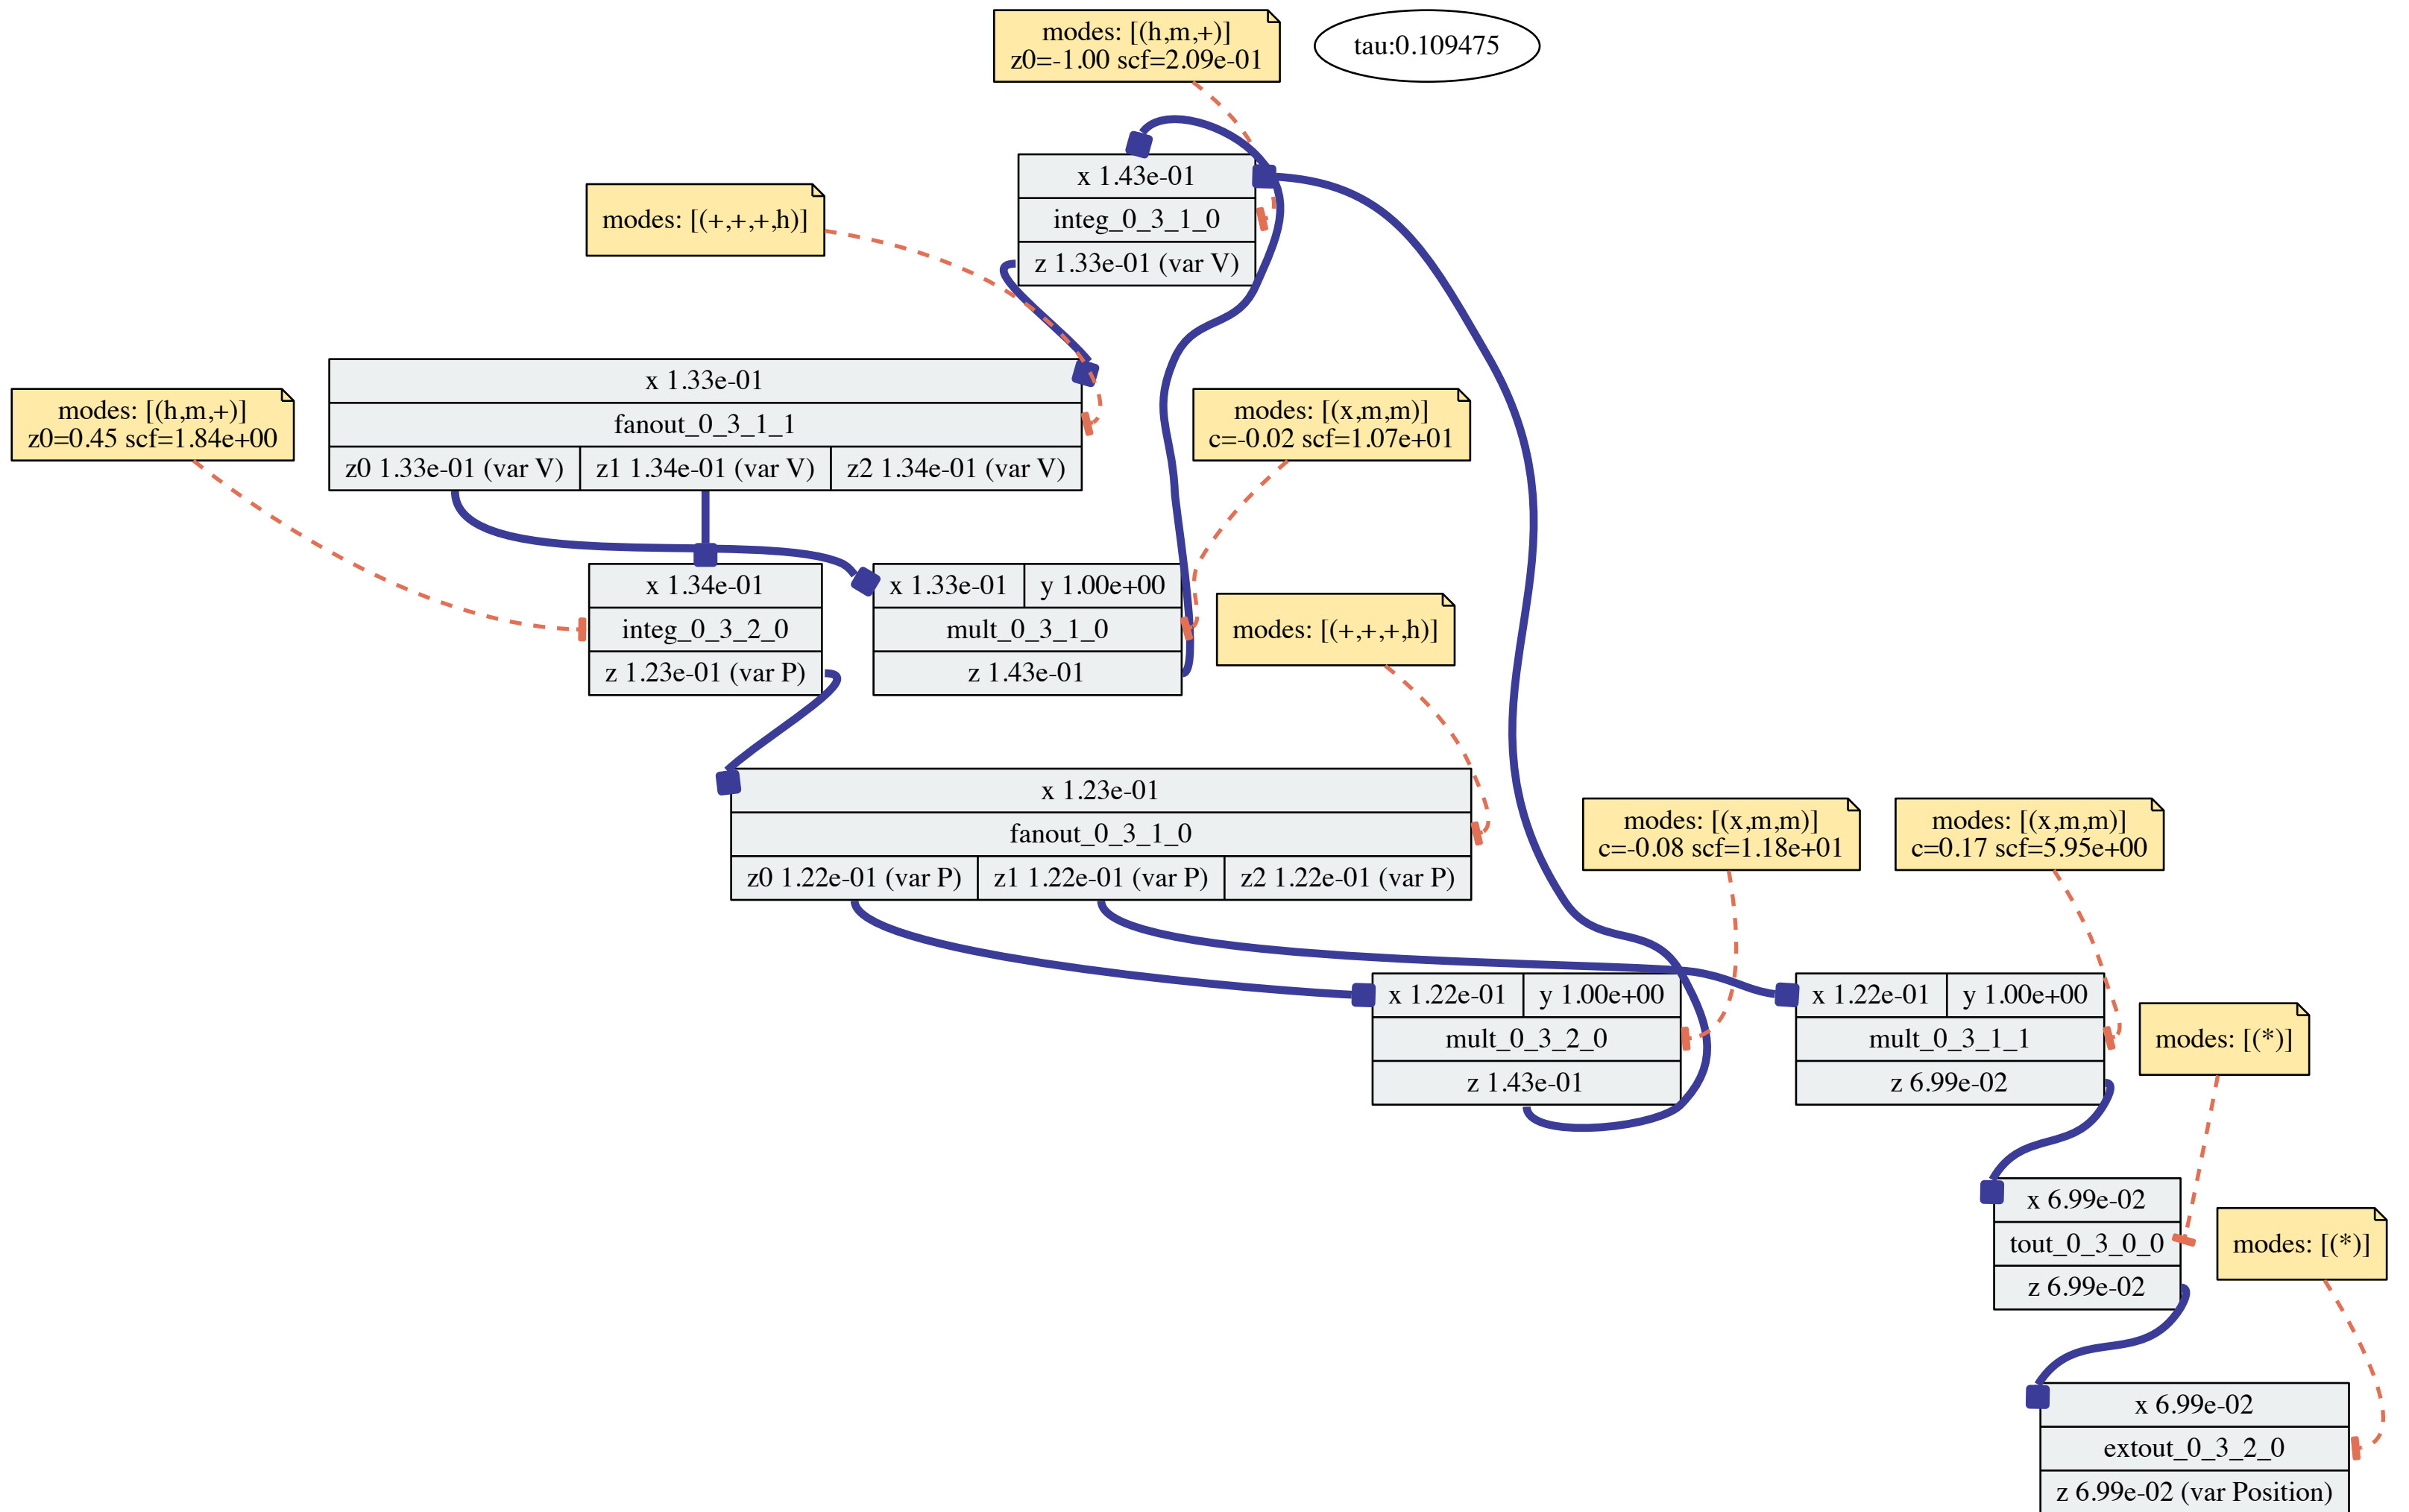 modes: [(h,m,+)]
z0=-1.00 scf=2.09e-01
tau:0.109475
x 1.43e-01
integ_0_3_1_0
z 1.33e-01 (var V)
modes: [(+,+,+,h)]
x 1.33e-01
fanout_0_3_1_1
z0 1.33e-01 (var V)
z1 1.34e-01 (var V)
z2 1.34e-01 (var V)
modes: [(h,m,+)]
z0=0.45 scf=1.84e+00
modes: [(x,m,m)]
c=-0.02 scf=1.07e+01
x 1.34e-01
integ_0_3_2_0
z 1.23e-01 (var P)
x 1.33e-01
y 1.00e+00
mult_0_3_1_0
z 1.43e-01
modes: [(+,+,+,h)]
x 1.23e-01
fanout_0_3_1_0
z0 1.22e-01 (var P)
z1 1.22e-01 (var P)
z2 1.22e-01 (var P)
modes: [(x,m,m)]
c=-0.08 scf=1.18e+01
modes: [(x,m,m)]
c=0.17 scf=5.95e+00
x 1.22e-01
y 1.00e+00
mult_0_3_2_0
z 1.43e-01
x 1.22e-01
y 1.00e+00
mult_0_3_1_1
z 6.99e-02
modes: [(*)]
x 6.99e-02
tout_0_3_0_0
z 6.99e-02
modes: [(*)]
x 6.99e-02
extout_0_3_2_0
z 6.99e-02 (var Position)